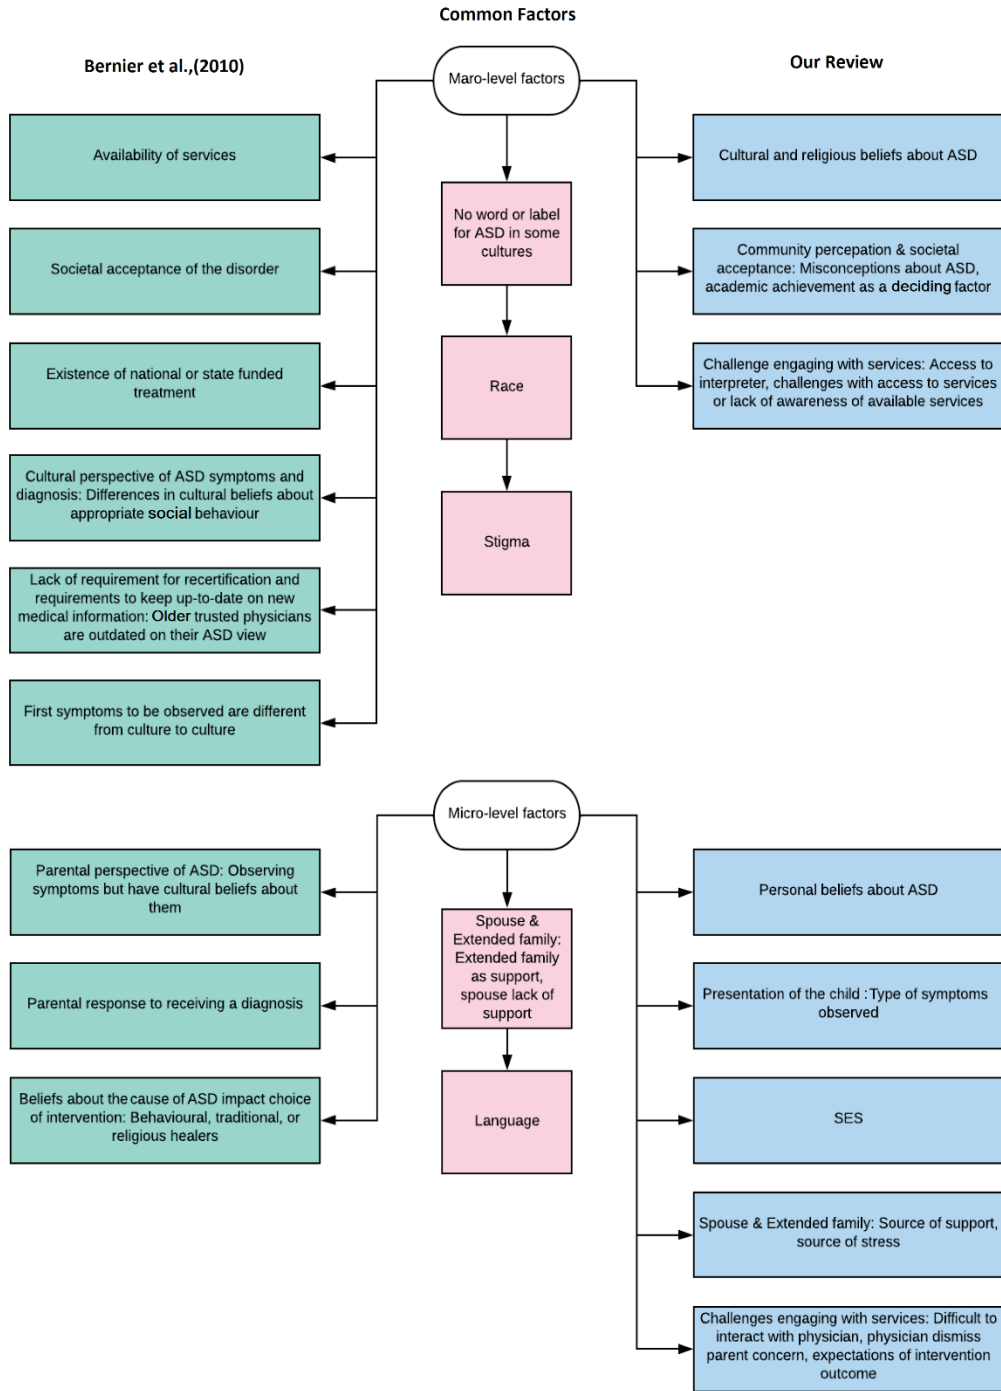 Common Factors
Bernier et al.,(2010)
Our Review
Maro-level factors
Availability of services
Societal acceptance of the disorder
Existence of national or state funded
treatment
Cultural perspective of ASD symptoms and
diagnosis: Differences in cultural beliefs about
appropriate social behaviour
Lack of requirement for recertification and
requirements to keep up-to-date on new
medical information: Older trusted physicians
are outdated on their ASD view
First symptoms to be observed are different
from culture to culture
No word or label
for ASD in some
cultures
Race
Stigma
Cultural and religious beliefs about ASD
Community percepation & societal
acceptance: Misconceptions about ASD,
academic achievement as a deciding factor
Challenge engaging with services: Access to
interpreter, challenges with access to services
or lack of awareness of available services
Micro-level factors
Parental perspective of ASD: Observing
symptoms but have cultural beliefs about
them
Parental response to receiving a diagnosis
Beliefs about the cause of ASD impact choice
of intervention: Behavioural, traditional, or
religious healers
Spouse &
Extended family:
Extended family
as support,
spouse lack of
support
Language
Personal beliefs about ASD
Presentation of the child :Type of symptoms
observed
SES
Spouse & Extended family: Source of support,
source of stress
Challenges engaging with services: Difficult to
interact with physician, physician dismiss
parent concern, expectations of intervention
outcome